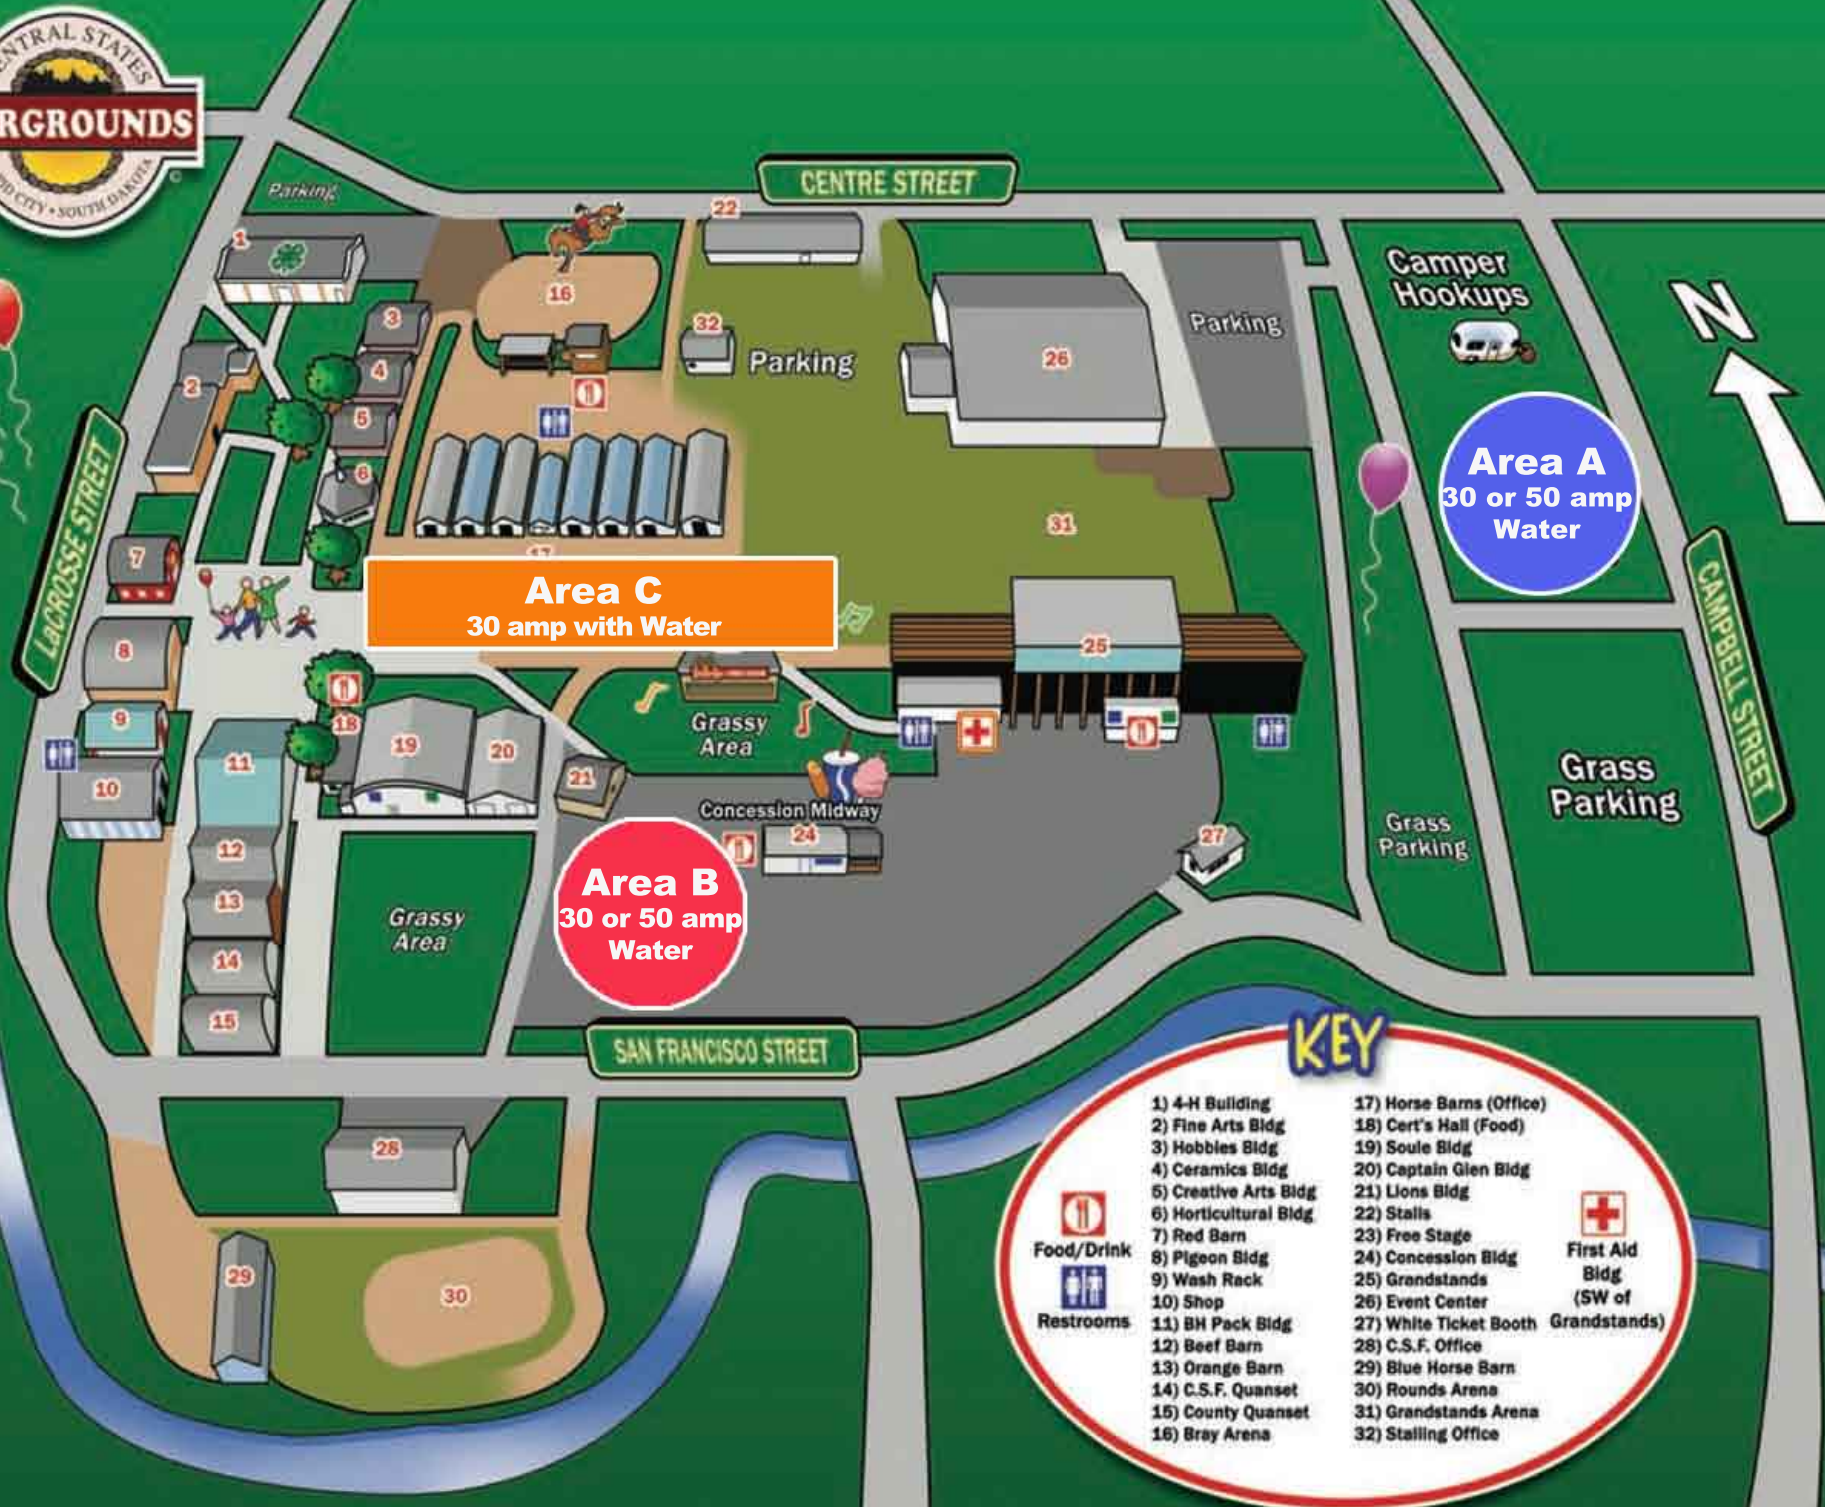 ENTRAL STATES
RGROUNDS
ID CITY • SOUTH DAKOTA
©
CENTRE STREET
Parking
22
1
16
3
32
Parking
26
Parking
Camper
Hookups
N
2
4
5
6
Area A
30 or 50 amp
Water
LaCROSSE STREET
31
7
17
Area C
30 amp with Water
CAMPBELL STREET
8
25
9
18
19
20
Grassy
Area
11
21
10
Concession Midway
24
27
Grass
Parking
Grass
Parking
12
Area B
30 or 50 amp
Water
13
Grassy
Area
14
15
SAN FRANCISCO STREET
28
29
30
KEY
1) 4-H Building
2) Fine Arts Bldg
3) Hobbies Bldg
4) Ceramics Bldg
5) Creative Arts Bldg
6) Horticultural Bldg
7) Red Barn
8) Pigeon Bldg
9) Wash Rack
10) Shop
11) BH Pack Bldg
12) Beef Barn
13) Orange Barn
14) C.S.F. Quanset
15) County Quanset
16) Bray Arena
17) Horse Barns (Office)
18) Cert's Hall (Food)
19) Soule Bldg
20) Captain Glen Bldg
21) Lions Bldg
22) Stalls
23) Free Stage
24) Concession Bldg
25) Grandstands
26) Event Center
27) White Ticket Booth
28) C.S.F. Office
29) Blue Horse Barn
30) Rounds Arena
31) Grandstands Arena
32) Stalling Office
Food/Drink
Restrooms
First Aid
Bldg
(SW of
Grandstands)